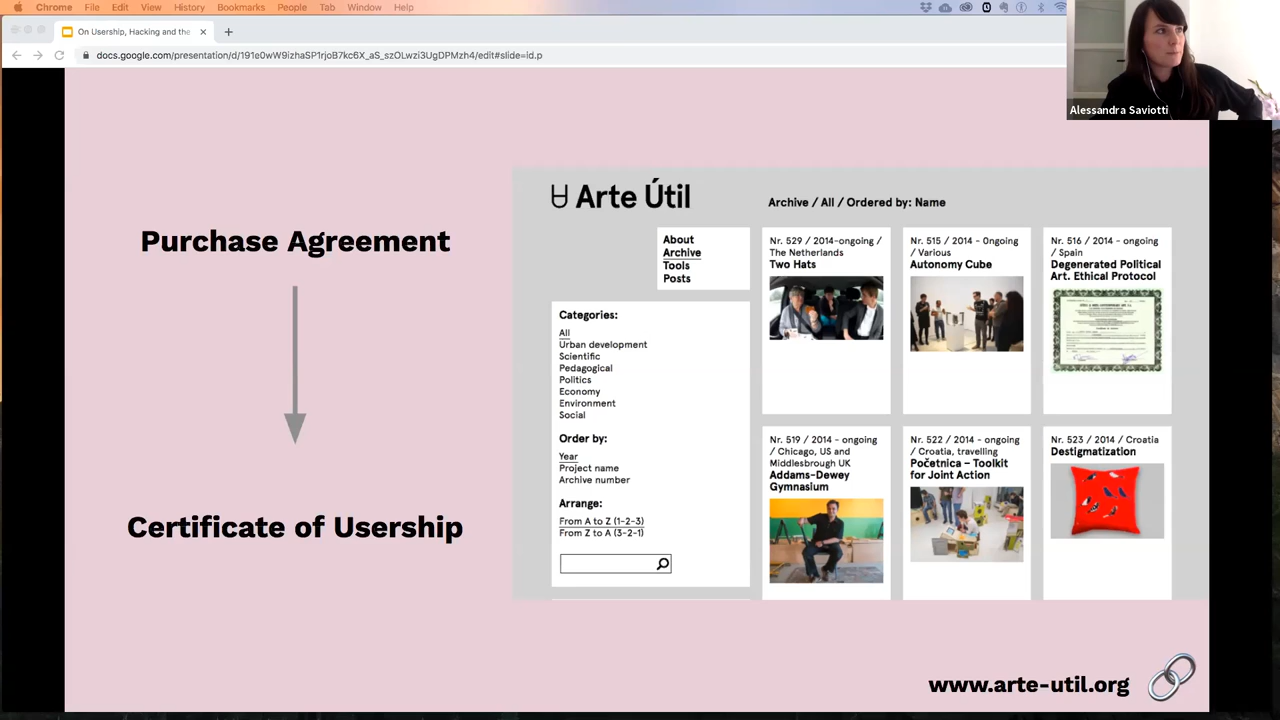 Chrome File Edit View History Bookmarks People Tab Window Help
On Usership, Hacking and the
docs.google.com/presentation/d/191e0wW9izhaSP1rjoB7kc6X_aS_szOLwzi3UgDPMzh4/edit#slide=id.p
Alessandra Saviotti
Purchase Agreement
Certificate of Usership
Arte Útil
Archive / All / Ordered by: Name
About
Archive
Tools
Posts
Categories:
All
Urban development
Scientific
Pedagogical
Politics
Economy
Environment
Social
Order by:
Year
Project name
Archive number
Arrange:
From A to Z (1-2-3)
From Z to A (3-2-1)
Nr. 529 / 2014-ongoing /
The Netherlands
Two Hats
Nr. 515 / 2014 - Ongoing
/ Various
Autonomy Cube
Nr. 516 / 2014 - ongoing
/ Spain
Degenerated Political
Art. Ethical Protocol
Nr. 519 / 2014 - ongoing
/ Chicago, US and
Middlesbrough UK
Addams-Dewey
Gymnasium
Nr. 522 / 2014 - ongoing
/ Croatia, travelling
Početnica – Toolkit
for Joint Action
Nr. 523 / 2014 / Croatia
Destigmatization
www.arte-util.org